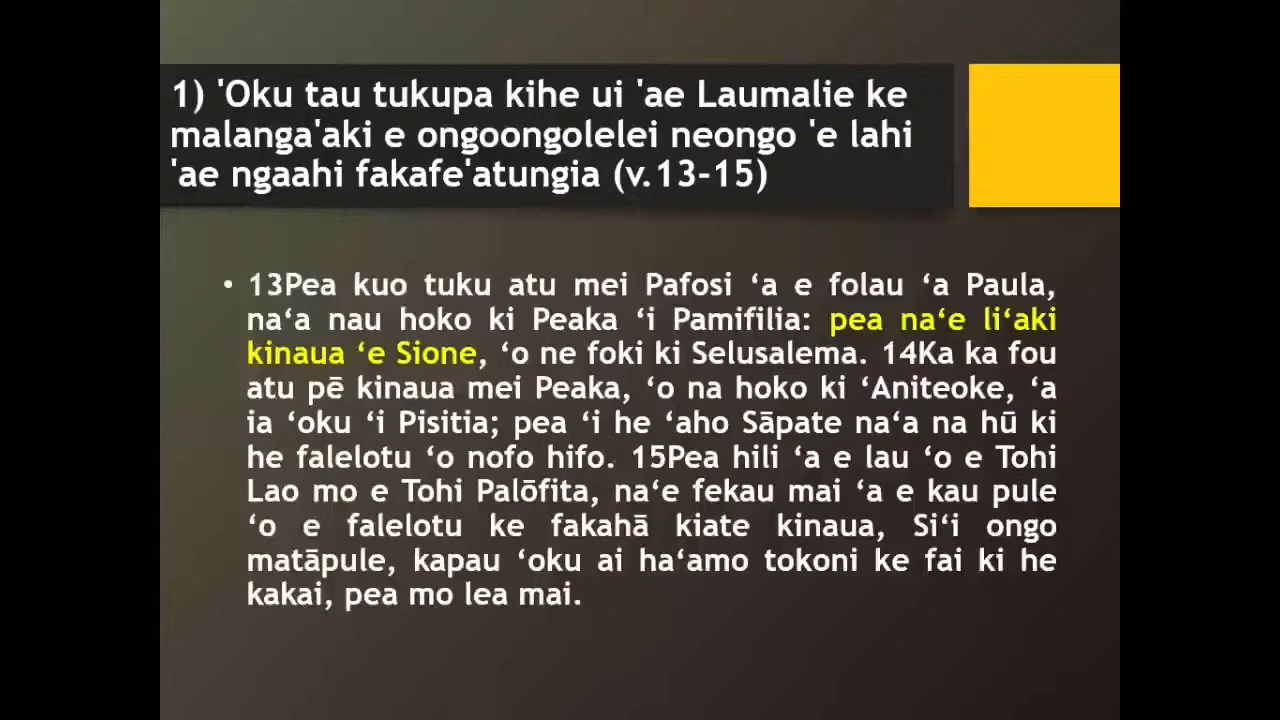 1) 'Oku tau tukupa kihe ui 'ae Laumalie ke
malanga'aki e ongoongolelei neongo 'e lahi
'ae ngaahi fakafe'atungia (v.13-15)
• 13Pea kuo tuku atu mei Pafosi ‘a e folau ‘a Paula,
na‘a nau hoko ki Peaka ‘i Pamifilia: pea na‘e li‘aki
kinaua ‘e Sione, ‘o ne foki ki Selusalema. 14Ka ka fou
atu pē kinaua mei Peaka, ‘o na hoko ki ‘Aniteoke, ‘a
ia ‘oku ‘i Pisitia; pea ‘i he ‘aho Sāpate na‘a na hū ki
he falelotu ‘o nofo hifo. 15Pea hili ‘a e lau ‘o e Tohi
Lao mo e Tohi Palōfita, na‘e fekau mai ‘a e kau pule
‘o e falelotu ke fakahā kiate kinaua, Si‘i ongo
matāpule, kapau ‘oku ai ha‘amo tokoni ke fai ki he
kakai, pea mo lea mai.